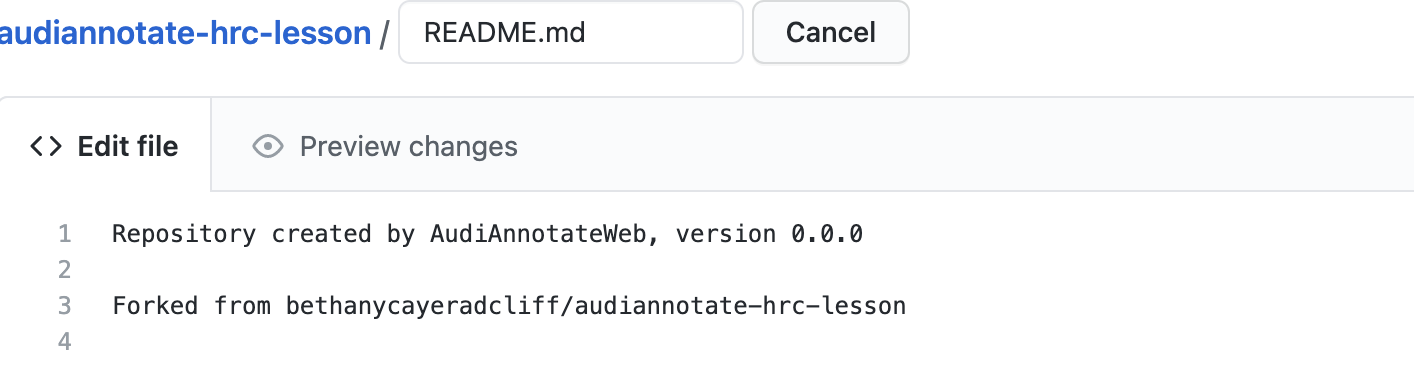 audiannotate-hrc-lesson / README.md Cancel
<> Edit file Preview changes
1 Repository created by AudiAnnotateWeb, version 0.0.0
2
3 Forked from bethanycayeradcliff/audiannotate-hrc-lesson
4